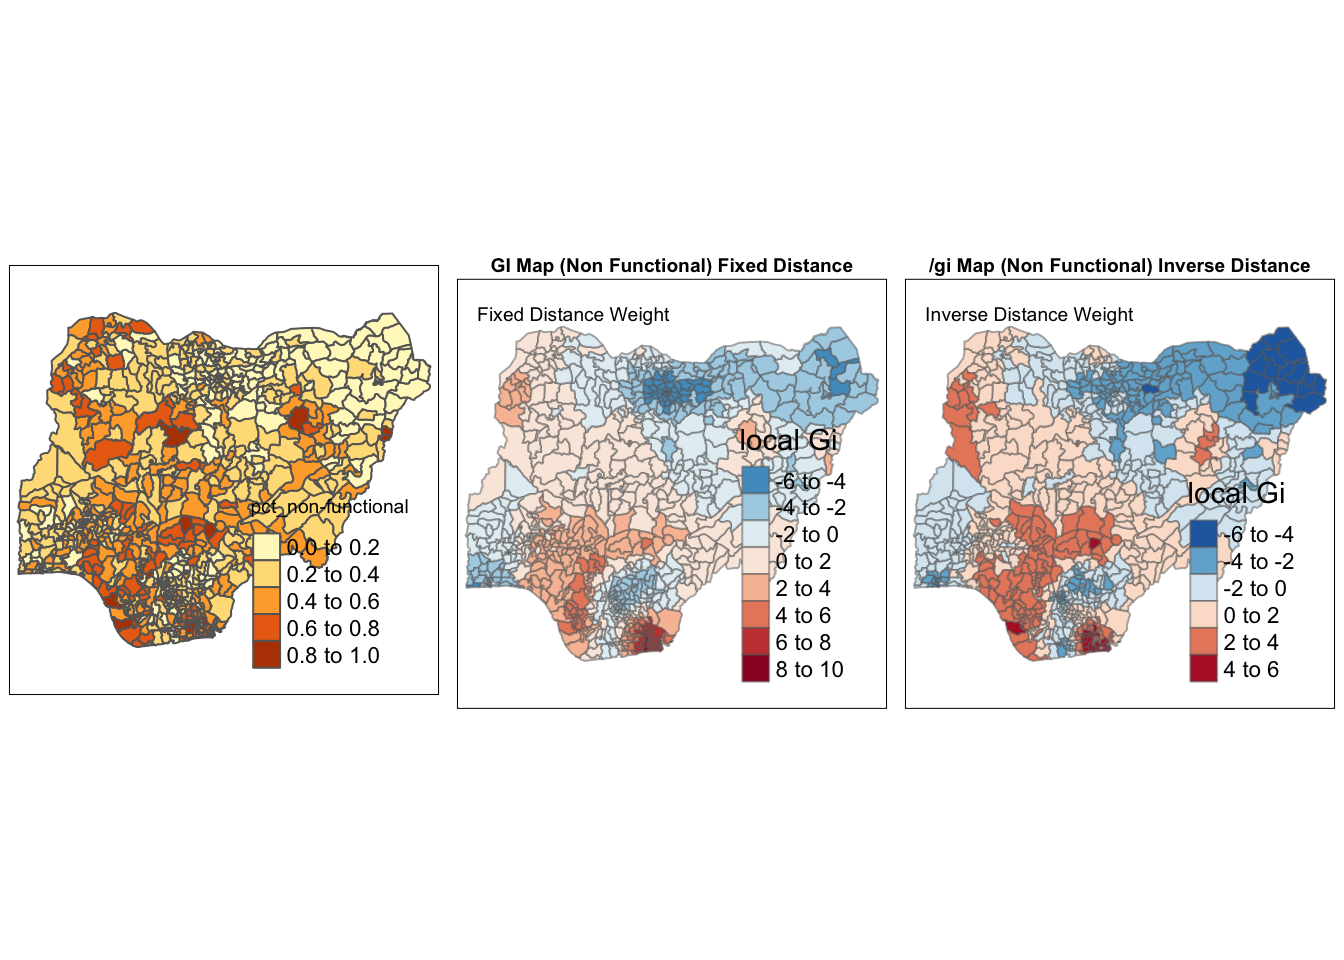 pct_non-functional
0.0 to 0.2
0.2 to 0.4
0.4 to 0.6
0.6 to 0.8
0.8 to 1.0
GI Map (Non Functional) Fixed Distance
Fixed Distance Weight
local Gi
-6 to -4
-4 to -2
-2 to 0
0 to 2
2 to 4
4 to 6
6 to 8
8 to 10
/gi Map (Non Functional) Inverse Distance
Inverse Distance Weight
local Gi
-6 to -4
-4 to -2
-2 to 0
0 to 2
2 to 4
4 to 6